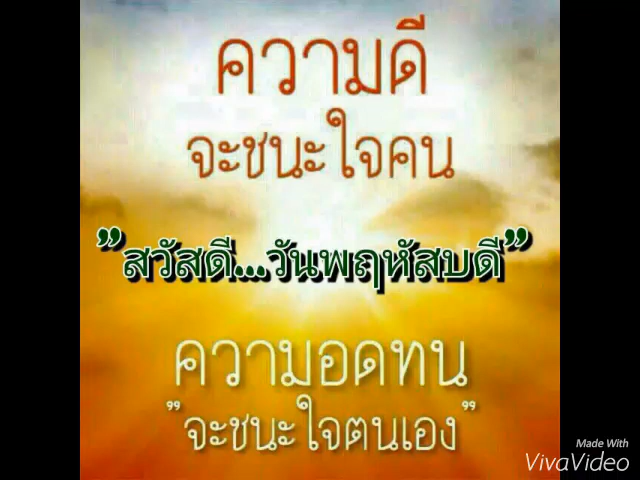 ความดี
จะชนะใจคน
”สวัสดี...วันพฤหัสบดี”
ความอดทน
”จะชนะใจตนเอง”
Made With
VivaVideo